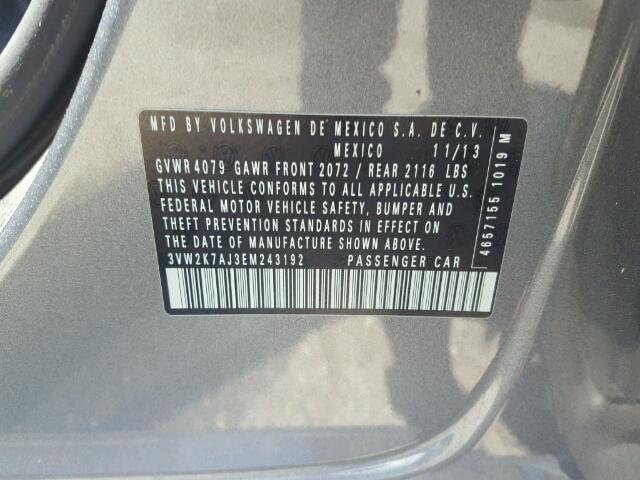 MFD BY VOLKSWAGEN DE MEXICO S.A. DE C.V.
MEXICO 11/13
GVWR 4079 GAWR FRONT 2072 / REAR 2116 LBS
THIS VEHICLE CONFORMS TO ALL APPLICABLE U.S.
FEDERAL MOTOR VEHICLE SAFETY, BUMPER AND
THEFT PREVENTION STANDARDS IN EFFECT ON
THE DATE OF MANUFACTURE SHOWN ABOVE.
3VW2K7AJ3EM243192 PASSENGER CAR
4657155 1019 M